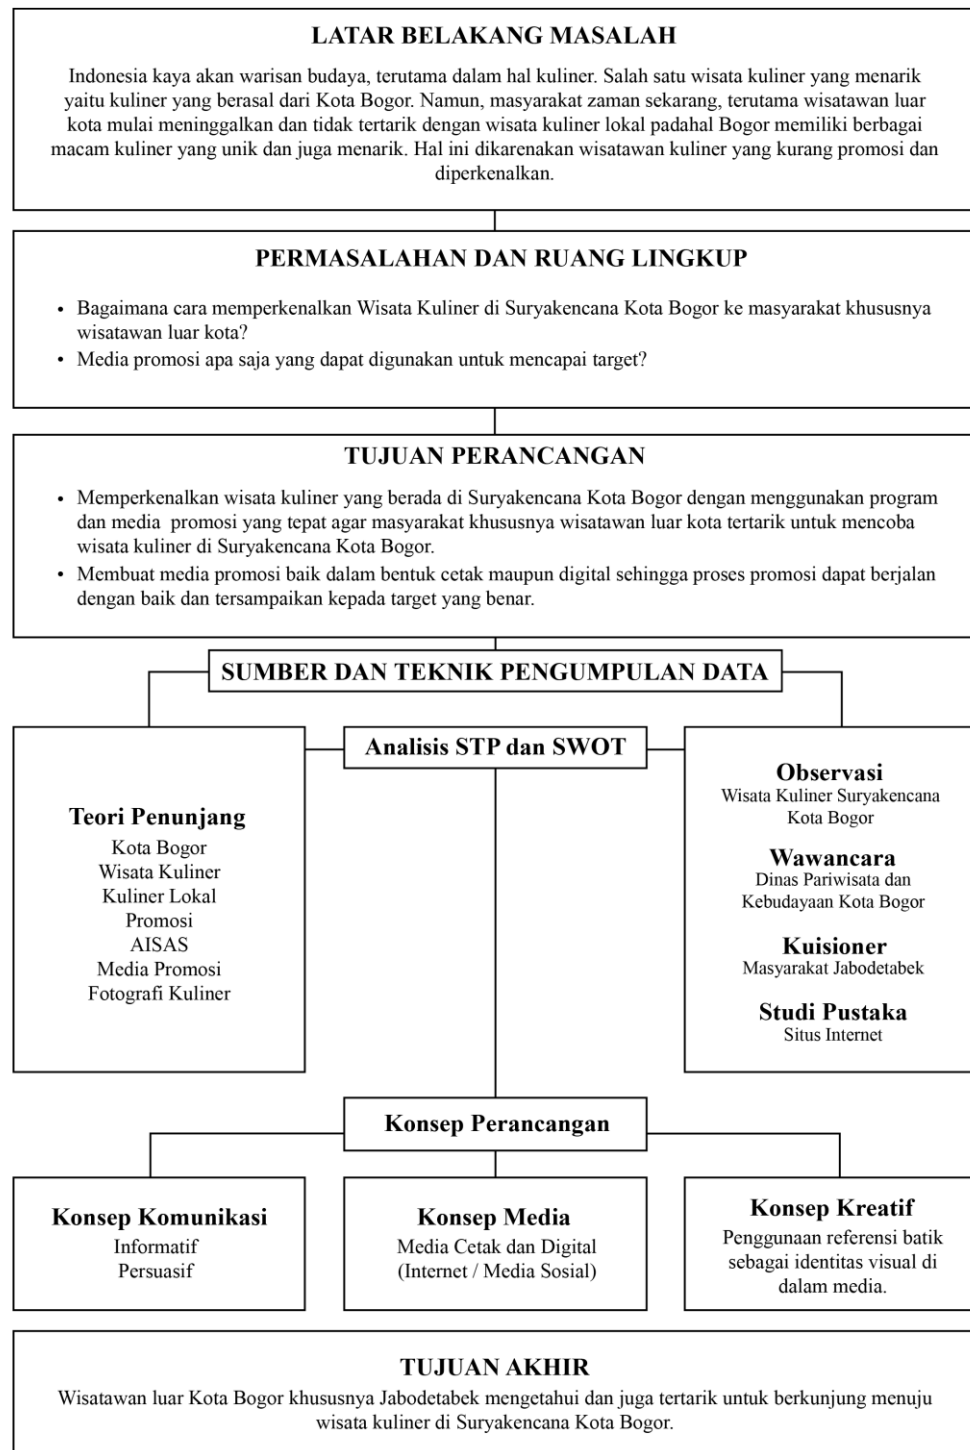 LATAR BELAKANG MASALAH
Indonesia kaya akan warisan budaya, terutama dalam hal kuliner. Salah satu wisata kuliner yang menarik
yaitu kuliner yang berasal dari Kota Bogor. Namun, masyarakat zaman sekarang, terutama wisatawan luar
kota mulai meninggalkan dan tidak tertarik dengan wisata kuliner lokal padahal Bogor memiliki berbagai
macam kuliner yang unik dan juga menarik. Hal ini dikarenakan wisatawan kuliner yang kurang promosi dan
diperkenalkan.
PERMASALAHAN DAN RUANG LINGKUP
• Bagaimana cara memperkenalkan Wisata Kuliner di Suryakencana Kota Bogor ke masyarakat khususnya
wisatawan luar kota?
• Media promosi apa saja yang dapat digunakan untuk mencapai target?
TUJUAN PERANCANGAN
• Memperkenalkan wisata kuliner yang berada di Suryakencana Kota Bogor dengan menggunakan program
dan media promosi yang tepat agar masyarakat khususnya wisatawan luar kota tertarik untuk mencoba
wisata kuliner di Suryakencana Kota Bogor.
• Membuat media promosi baik dalam bentuk cetak maupun digital sehingga proses promosi dapat berjalan
dengan baik dan tersampaikan kepada target yang benar.
SUMBER DAN TEKNIK PENGUMPULAN DATA
Analisis STP dan SWOT
Teori Penunjang
Kota Bogor
Wisata Kuliner
Kuliner Lokal
Promosi
AISAS
Media Promosi
Fotografi Kuliner
Observasi
Wisata Kuliner Suryakencana
Kota Bogor
Wawancara
Dinas Pariwisata dan
Kebudayaan Kota Bogor
Kuisioner
Masyarakat Jabodetabek
Studi Pustaka
Situs Internet
Konsep Perancangan
Konsep Komunikasi
Informatif
Persuasif
Konsep Media
Media Cetak dan Digital
(Internet / Media Sosial)
Konsep Kreatif
Penggunaan referensi batik
sebagai identitas visual di
dalam media.
TUJUAN AKHIR
Wisatawan luar Kota Bogor khususnya Jabodetabek mengetahui dan juga tertarik untuk berkunjung menuju
wisata kuliner di Suryakencana Kota Bogor.